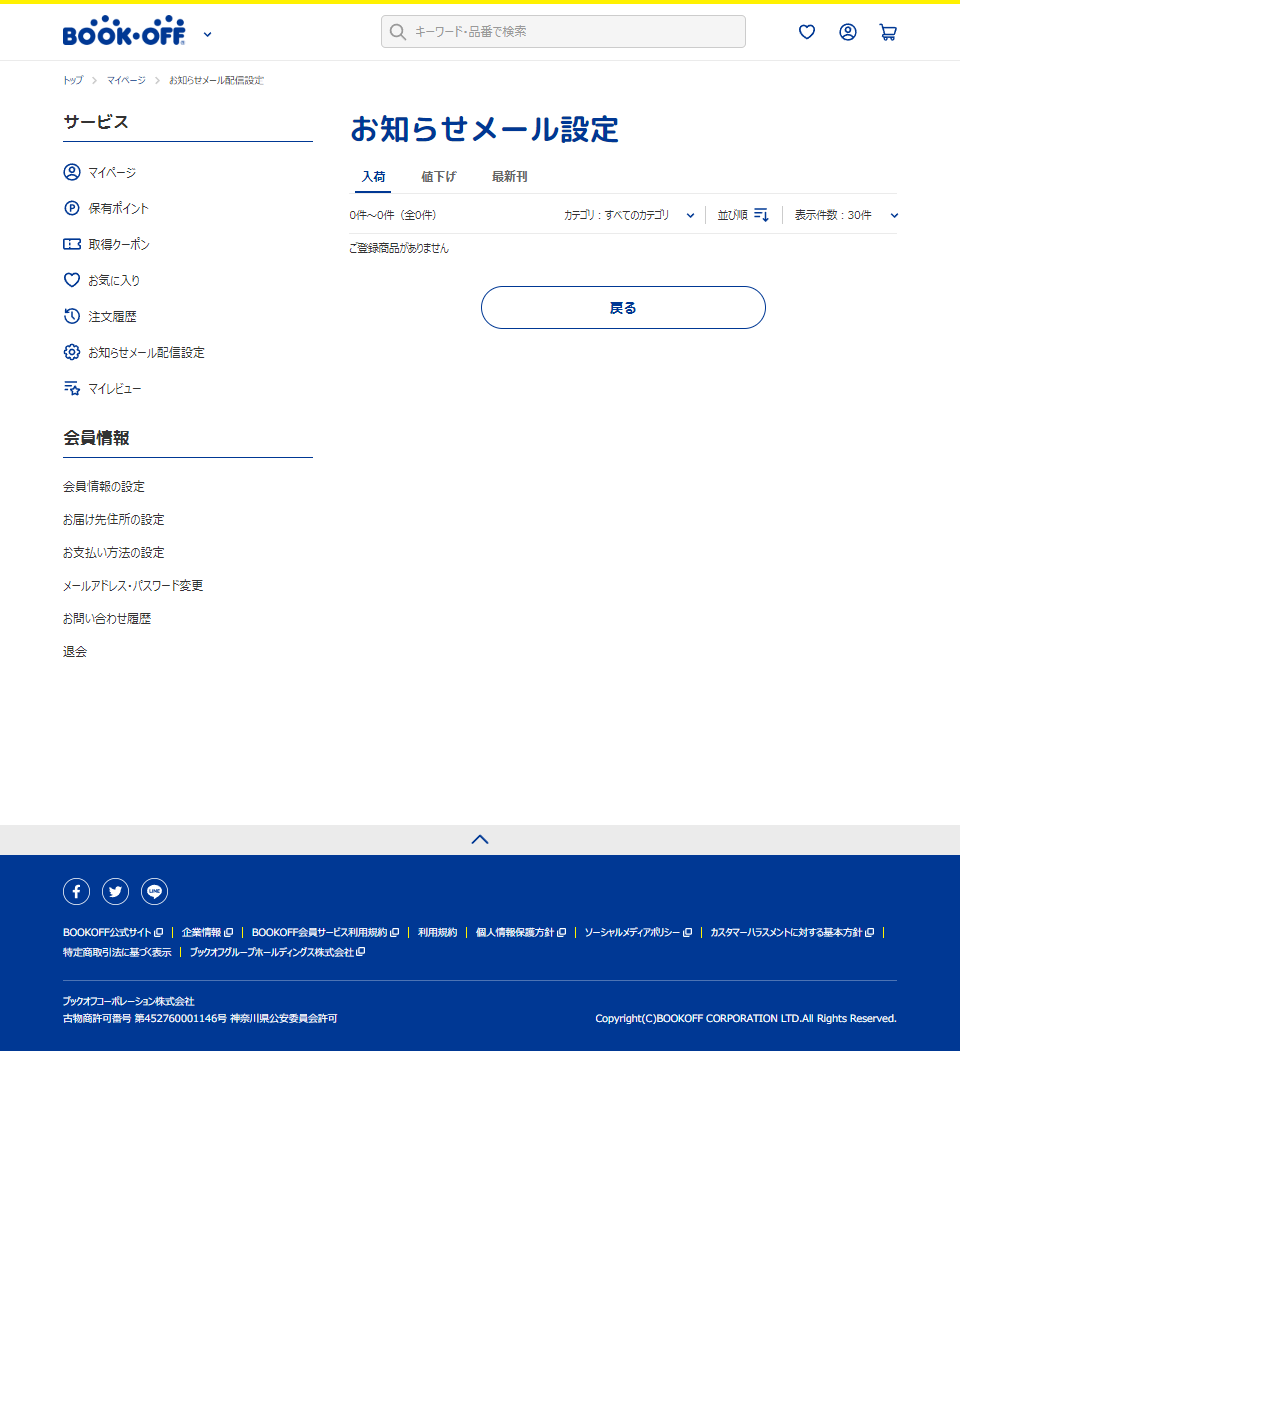 BOOK・OFF
キーワード・品番で検索
トップ マイページ お知らせメール配信設定
サービス
マイページ
保有ポイント
取得クーポン
お気に入り
注文履歴
お知らせメール配信設定
マイレビュー
会員情報
会員情報の設定
お届け先住所の設定
お支払い方法の設定
メールアドレス・パスワード変更
お問い合わせ履歴
退会
お知らせメール設定
入荷 値下げ 最新刊
0件～0件（全0件） カテゴリ：すべてのカテゴリ 並び順 表示件数：30件
ご登録商品がありません
戻る
BOOKOFF公式サイト 企業情報 BOOKOFF会員サービス利用規約 利用規約 個人情報保護方針 ソーシャルメディアポリシー カスタマーハラスメントに対する基本方針
特定商取引法に基づく表示 ブックオフグループホールディングス株式会社
ブックオフコーポレーション株式会社
古物商許可番号 第452760001146号 神奈川県公安委員会許可 Copyright(C)BOOKOFF CORPORATION LTD.All Rights Reserved.